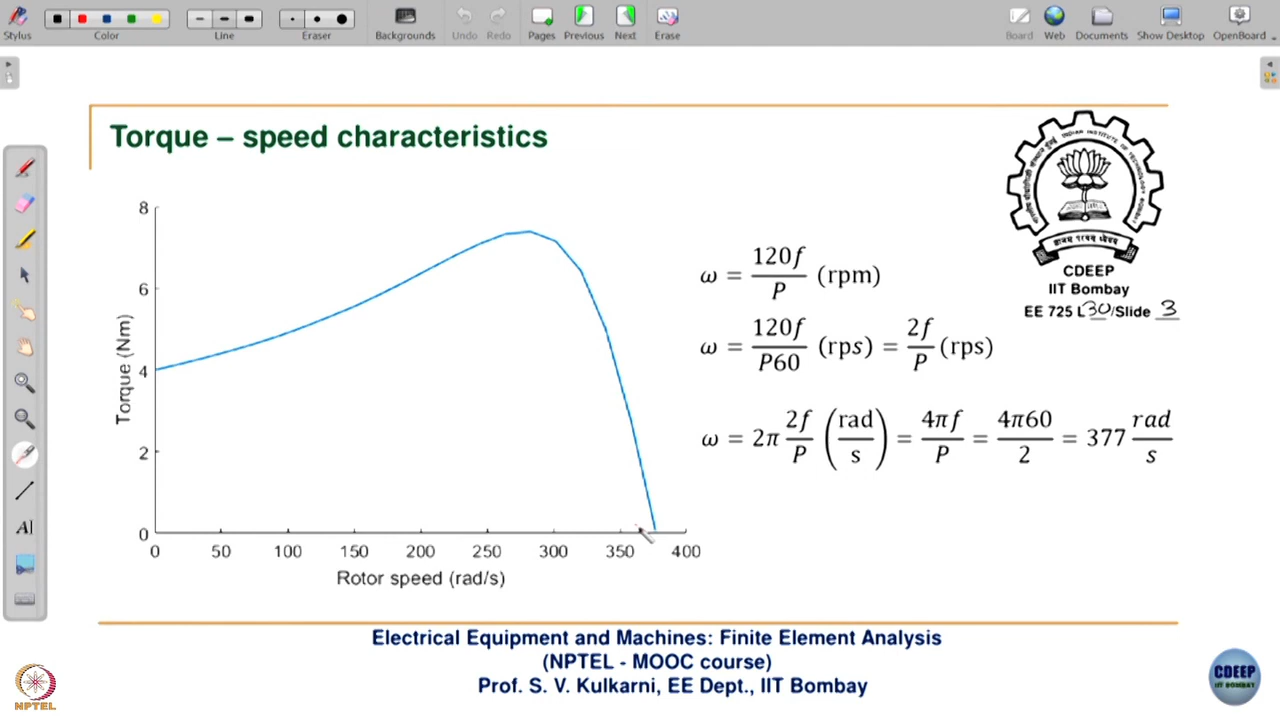 Stylus
Color
Line
Eraser
Backgrounds
Undo
Redo
Pages
Previous
Next
Erase
Board
Web
Documents
Show Desktop
OpenBoard
Torque – speed characteristics
8
6
4
2
0
Torque (Nm)
0 50 100 150 200 250 300 350 400
Rotor speed (rad/s)
ω = 120f/P (rpm)
ω = 120f/P60 (rps) = 2f/P (rps)
ω = 2π 2f/P (rad/s) = 4πf/P = 4π60/2 = 377 rad/s
CDEEP
IIT Bombay
EE 725 L 30 /Slide 3
AI
Electrical Equipment and Machines: Finite Element Analysis
(NPTEL - MOOC course)
Prof. S. V. Kulkarni, EE Dept., IIT Bombay
NPTEL
CDEEP
IIT BOMBAY